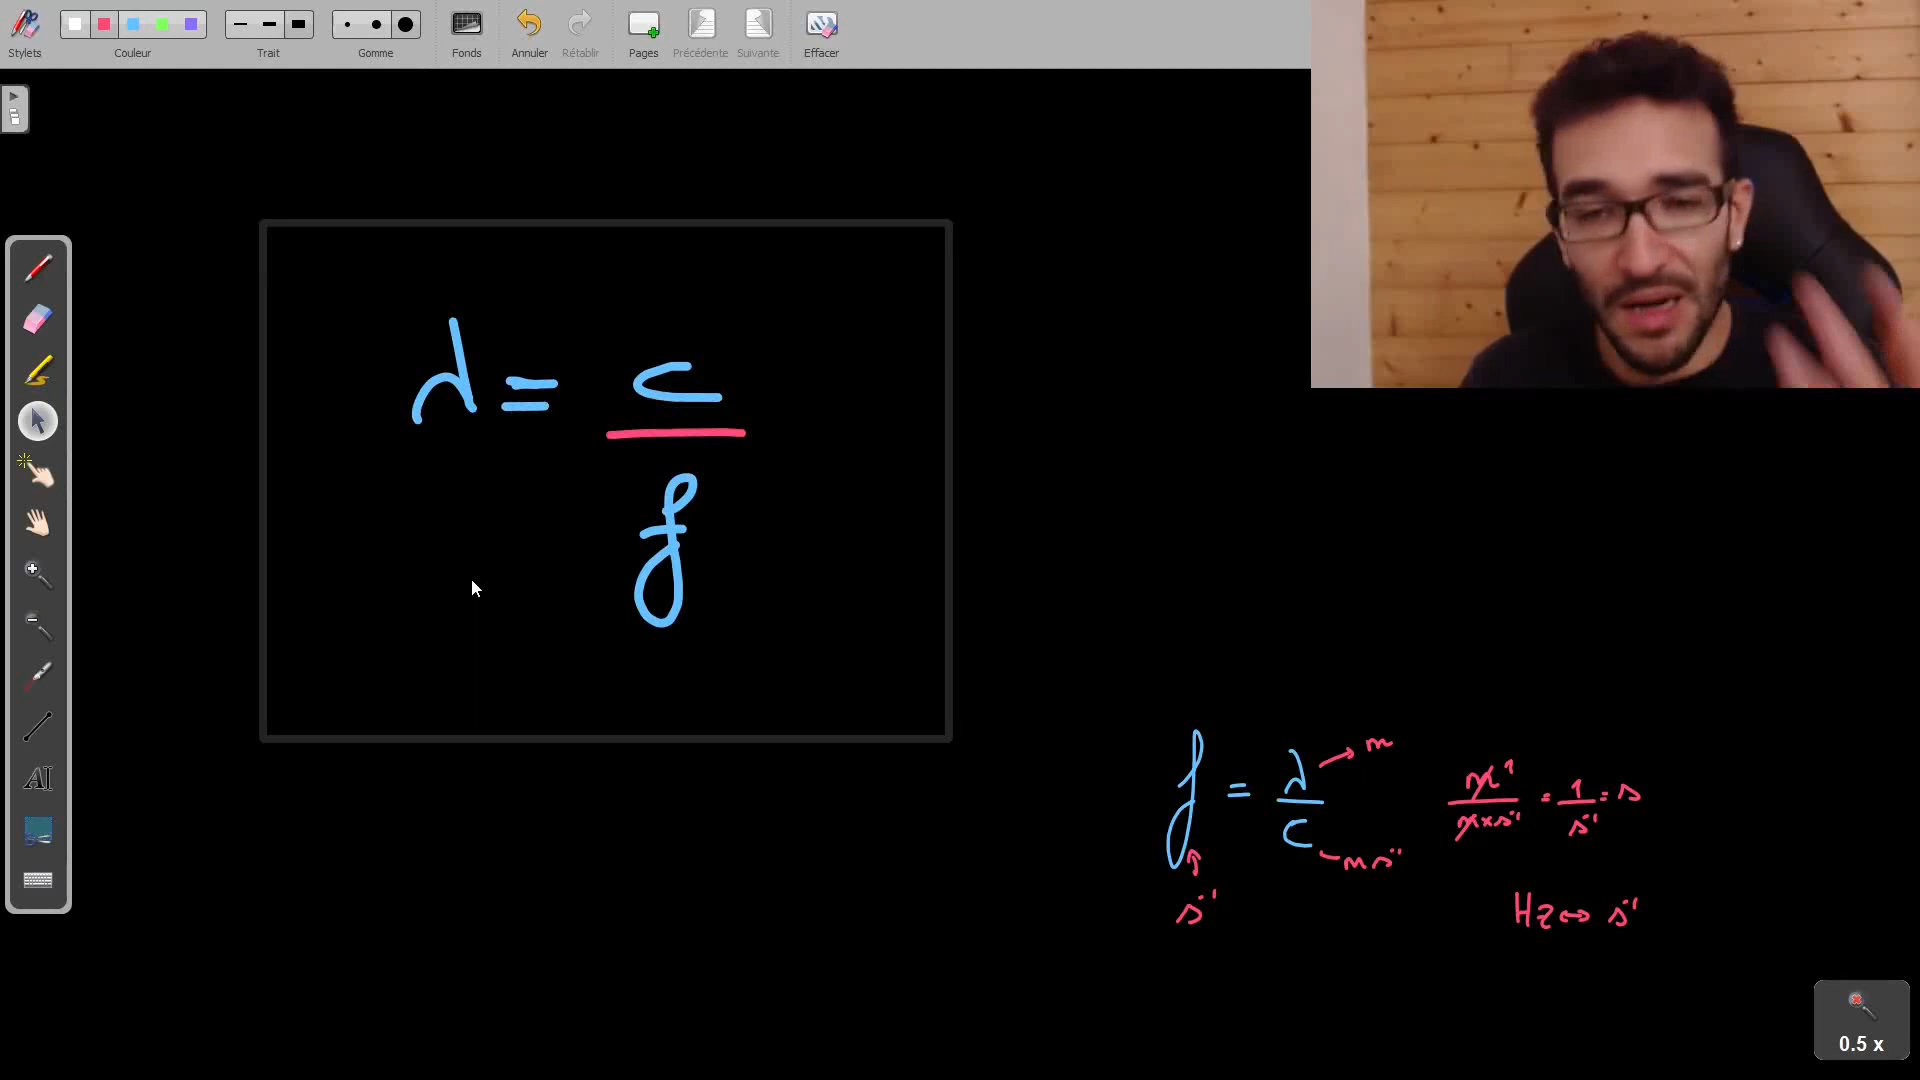 Stylets Couleur Trait Gomme Fonds Annuler Rétablir Pages Précédente Suivante Effacer
λ = c
f
f = λ → m
c – m s⁻¹
s⁻¹
m 1
m × s⁻¹ = 1
s⁻¹ = s
Hz ↔ s⁻¹
AI
0.5 x